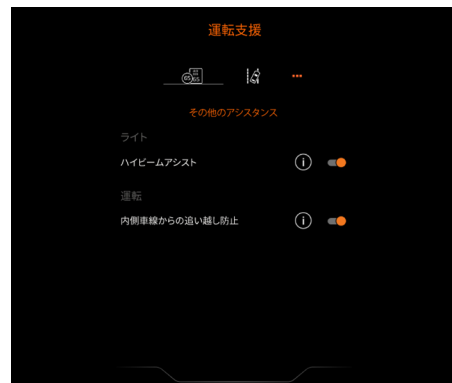 運転支援
65 65
その他のアシスタンス
ライト
ハイビームアシスト
i
運転
内側車線からの追い越し防止
i